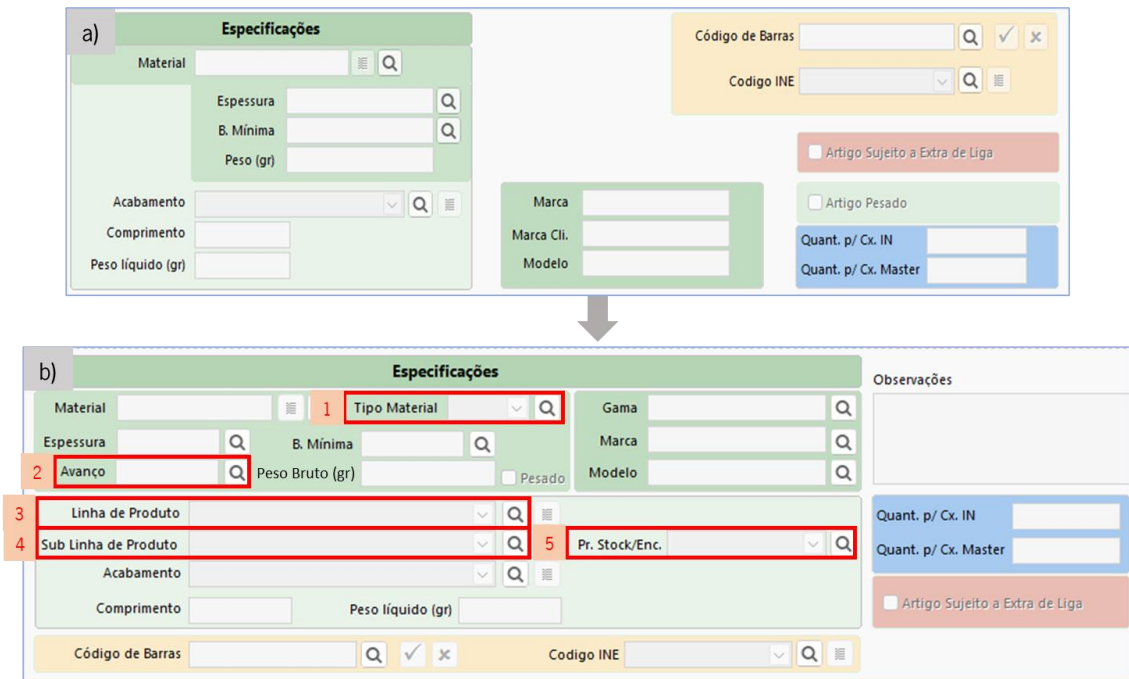 a)
Especificações
Material
Espessura
B. Mínima
Peso (gr)
Acabamento
Comprimento
Peso líquido (gr)
Marca
Marca Cli.
Modelo
Código de Barras
Codigo INE
Artigo Sujeito a Extra de Liga
Artigo Pesado
Quant. p/ Cx. IN
Quant. p/ Cx. Master
b)
Especificações
Material
1 Tipo Material
Gama
Espessura
B. Mínima
Marca
2 Avanço
Peso Bruto (gr)
Pesado
Modelo
3 Linha de Produto
4 Sub Linha de Produto
5 Pr. Stock/Enc.
Acabamento
Comprimento
Peso líquido (gr)
Código de Barras
Codigo INE
Observações
Quant. p/ Cx. IN
Quant. p/ Cx. Master
Artigo Sujeito a Extra de Liga